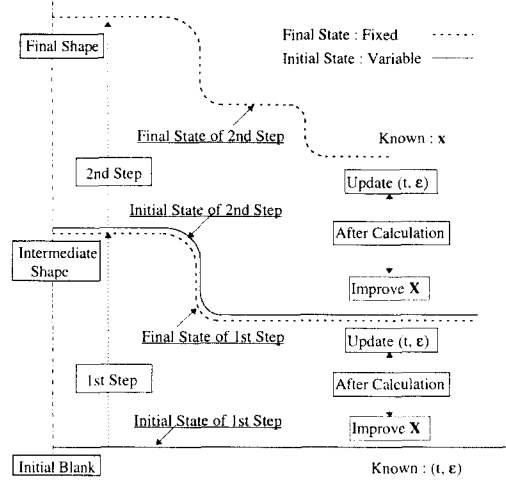 Final State : Fixed
Initial State : Variable
Final Shape
Final State of 2nd Step
Known : x
2nd Step
Update (t, ε)
Initial State of 2nd Step
After Calculation
Intermediate
Shape
Improve X
Final State of 1st Step
Update (t, ε)
1st Step
After Calculation
Initial State of 1st Step
Improve X
Initial Blank
Known : (t, ε)